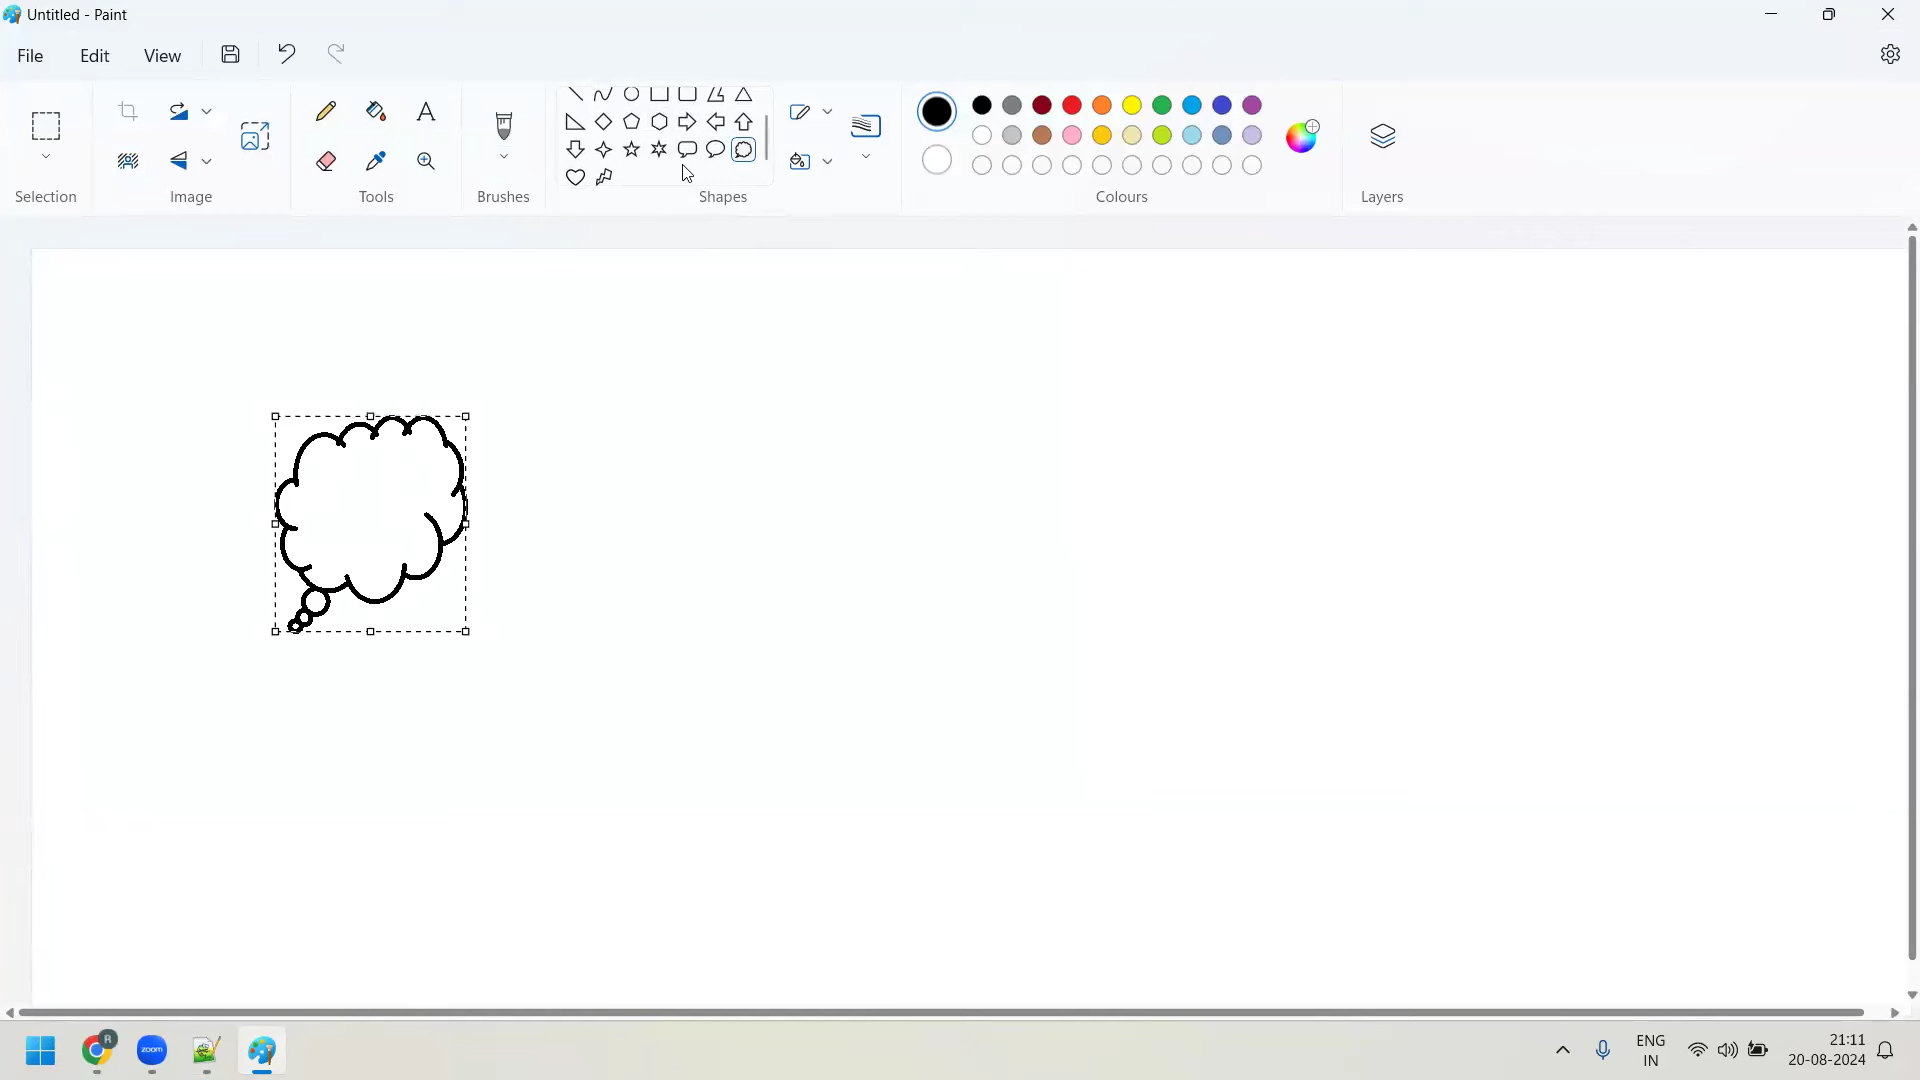 Untitled - Paint
File Edit View
Selection Image Tools Brushes Shapes Colours Layers
R
zoom
ENG
IN
21:11
20-08-2024